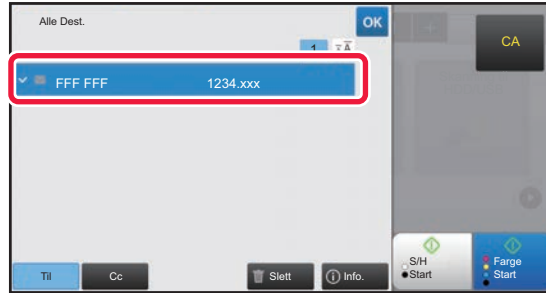 Alle Dest.
OK
CA
1
FFF FFF 1234.xxx
Til
Cc
Slett
Info.
S/H
Start
Farge
Start